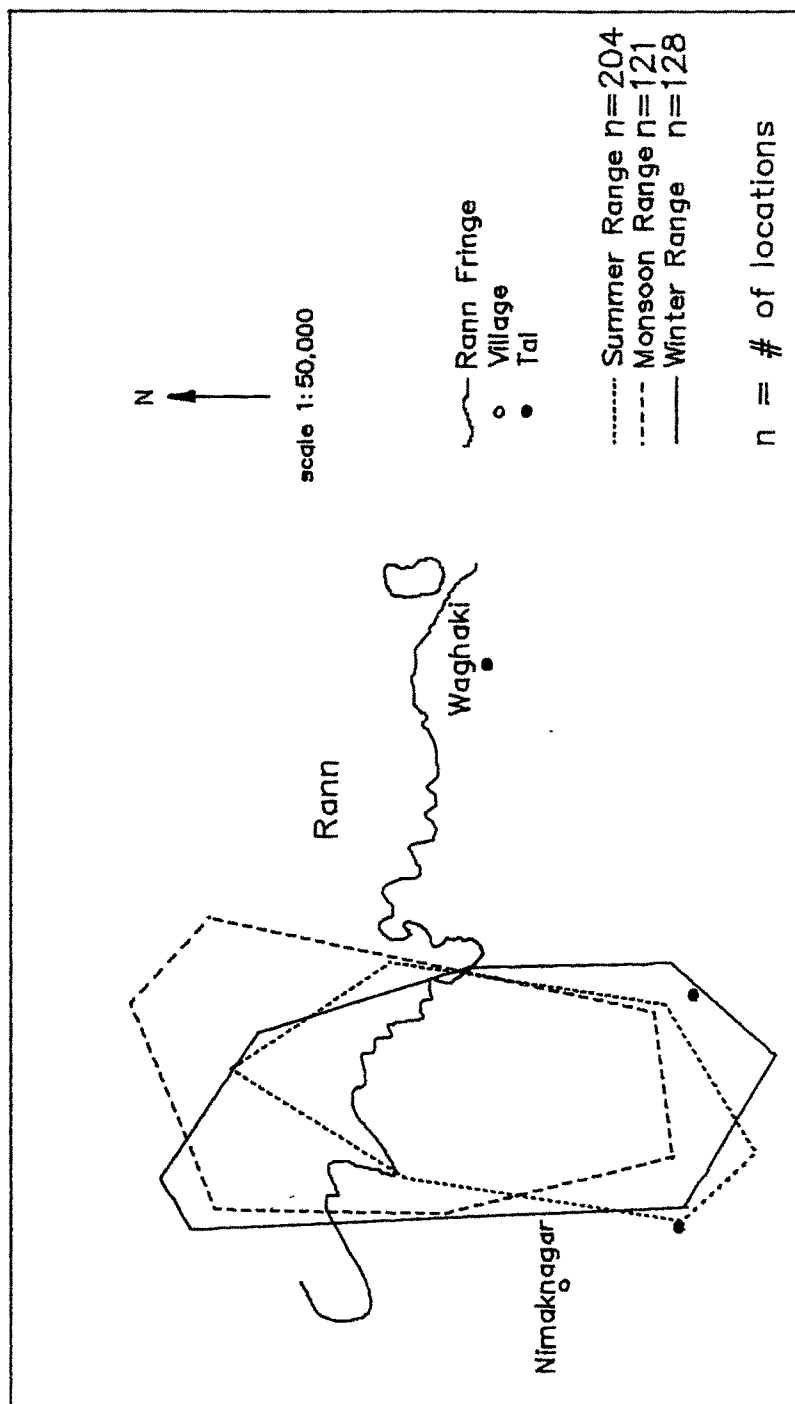 N
scale 1:50,000
Rann Fringe
Village
Tal
Summer Range n=204
Monsoon Range n=121
Winter Range n=128
n = # of locations
Rann
Waghaki
Nimaknagar